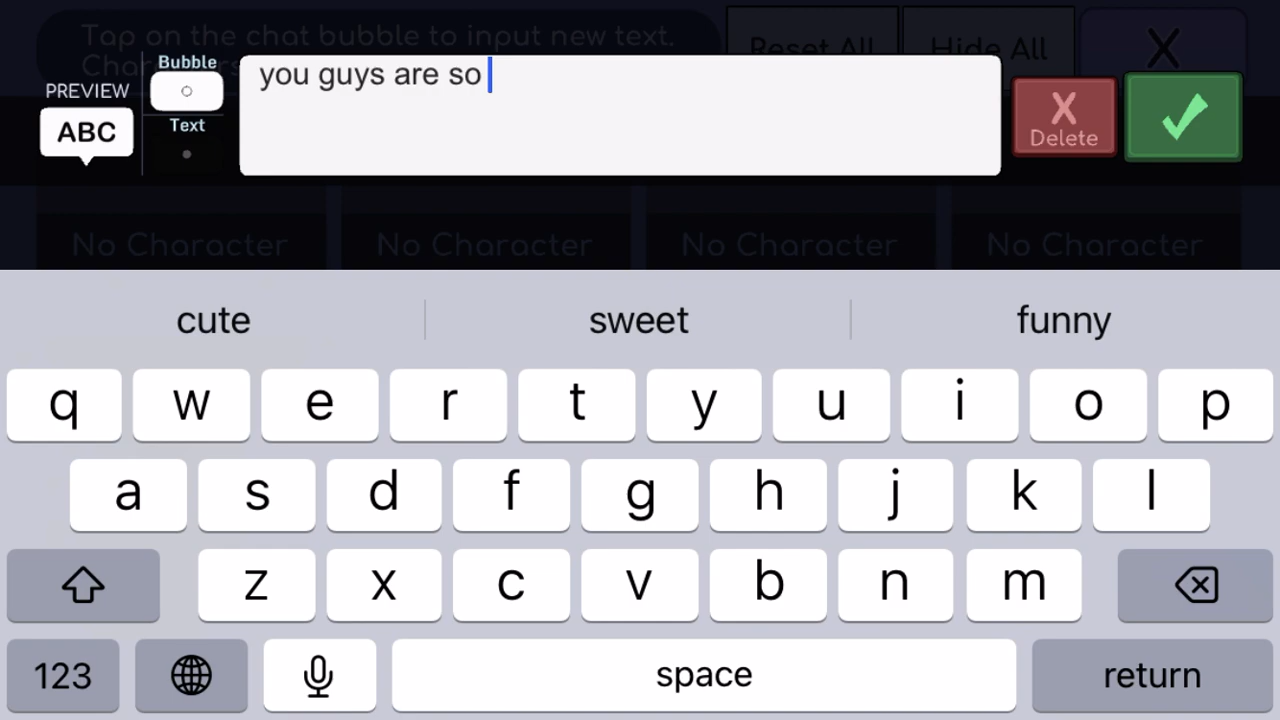 Tap on the chat bubble to input new text.
Reset All
Hide All
X
Bubble
PREVIEW
ABC
Text
you guys are so
X
Delete
No Character
No Character
No Character
No Character
cute
sweet
funny
q w e r t y u i o p
a s d f g h j k l
z x c v b n m
123
space
return